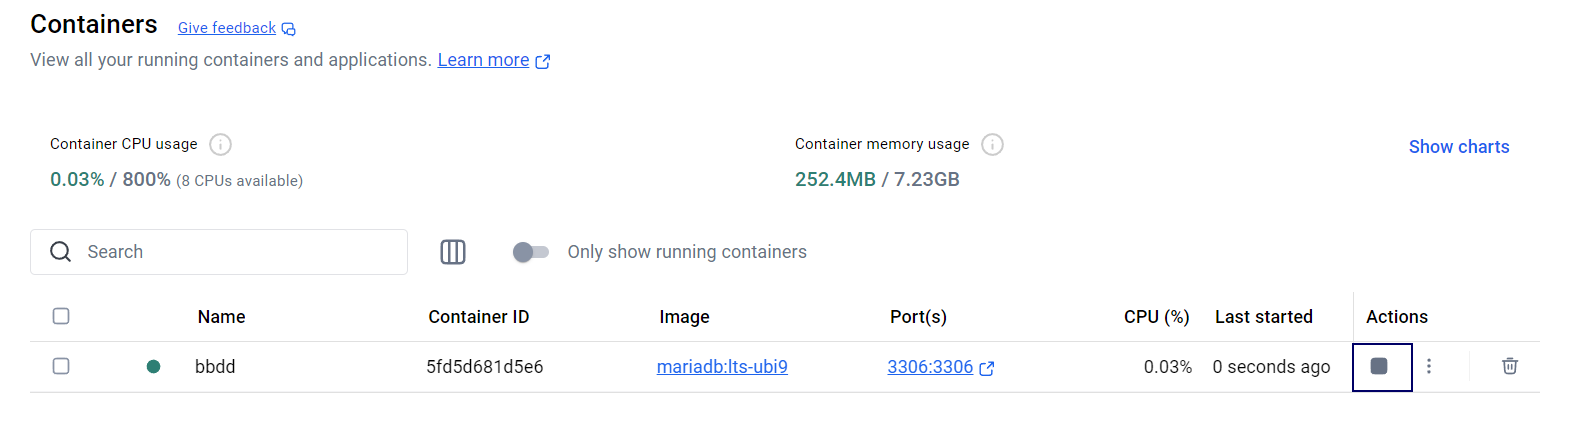 Containers Give feedback
View all your running containers and applications. Learn more
Container CPU usage
0.03% / 800% (8 CPUs available)
Container memory usage
252.4MB / 7.23GB
Show charts
Search
Only show running containers
Name Container ID Image Port(s) CPU (%) Last started Actions
bbdd 5fd5d681d5e6 mariadb:lts-ubi9 3306:3306 0.03% 0 seconds ago